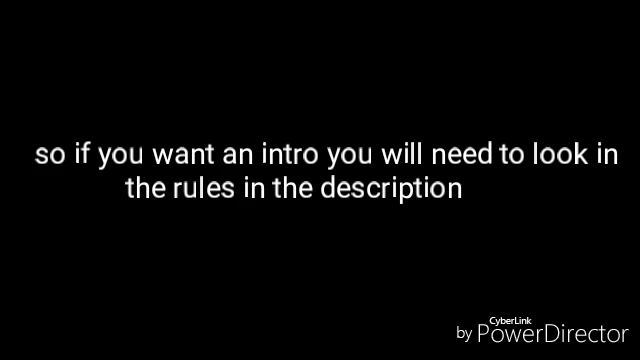 so if you want an intro you will need to look in
the rules in the description
CyberLink
by PowerDirector